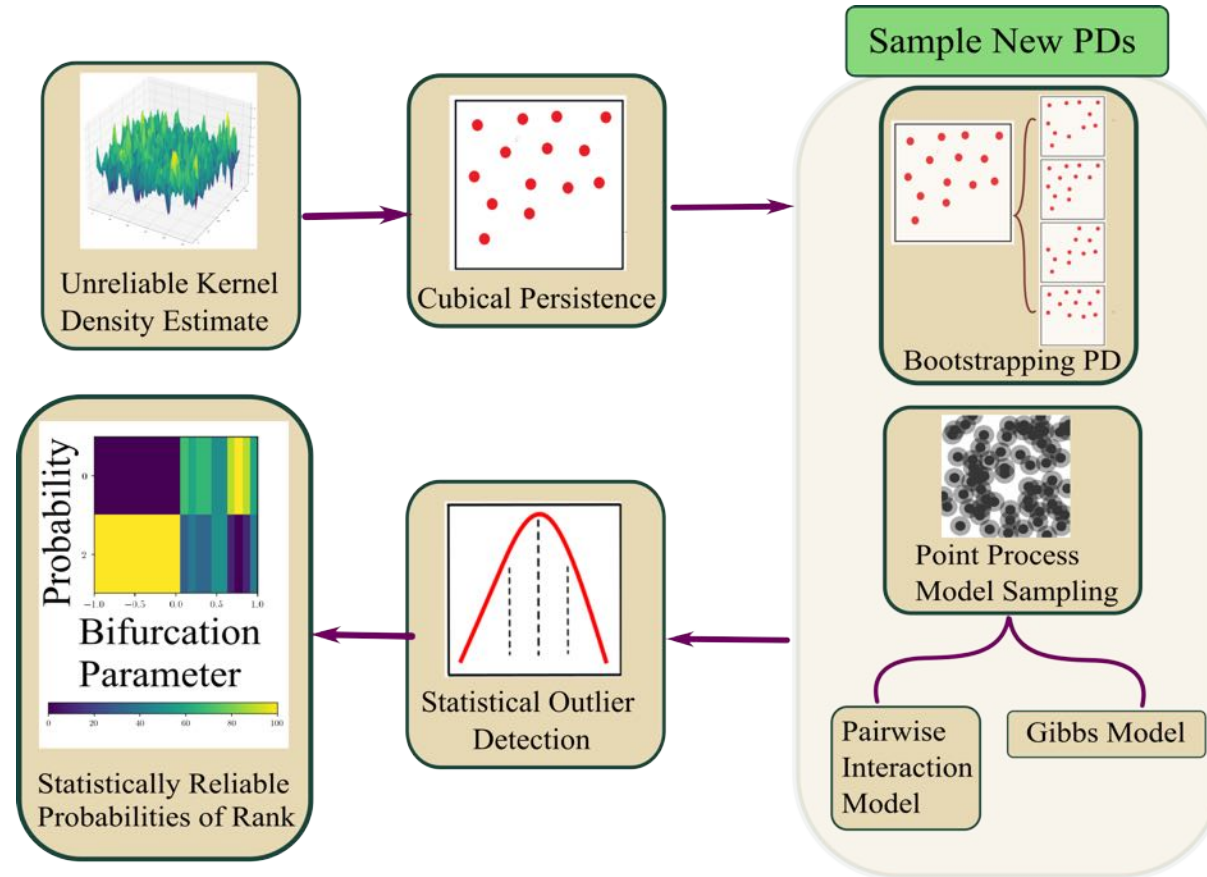 Sample New PDs
Unreliable Kernel
Density Estimate
Cubical Persistence
Bootstrapping PD
Point Process
Model Sampling
Pairwise
Interaction
Model
Gibbs Model
Statistical Outlier
Detection
Probability
0
2
−1.0 −0.5 0.0 0.5 1.0
Bifurcation
Parameter
0 20 40 60 80 100
Statistically Reliable
Probabilities of Rank